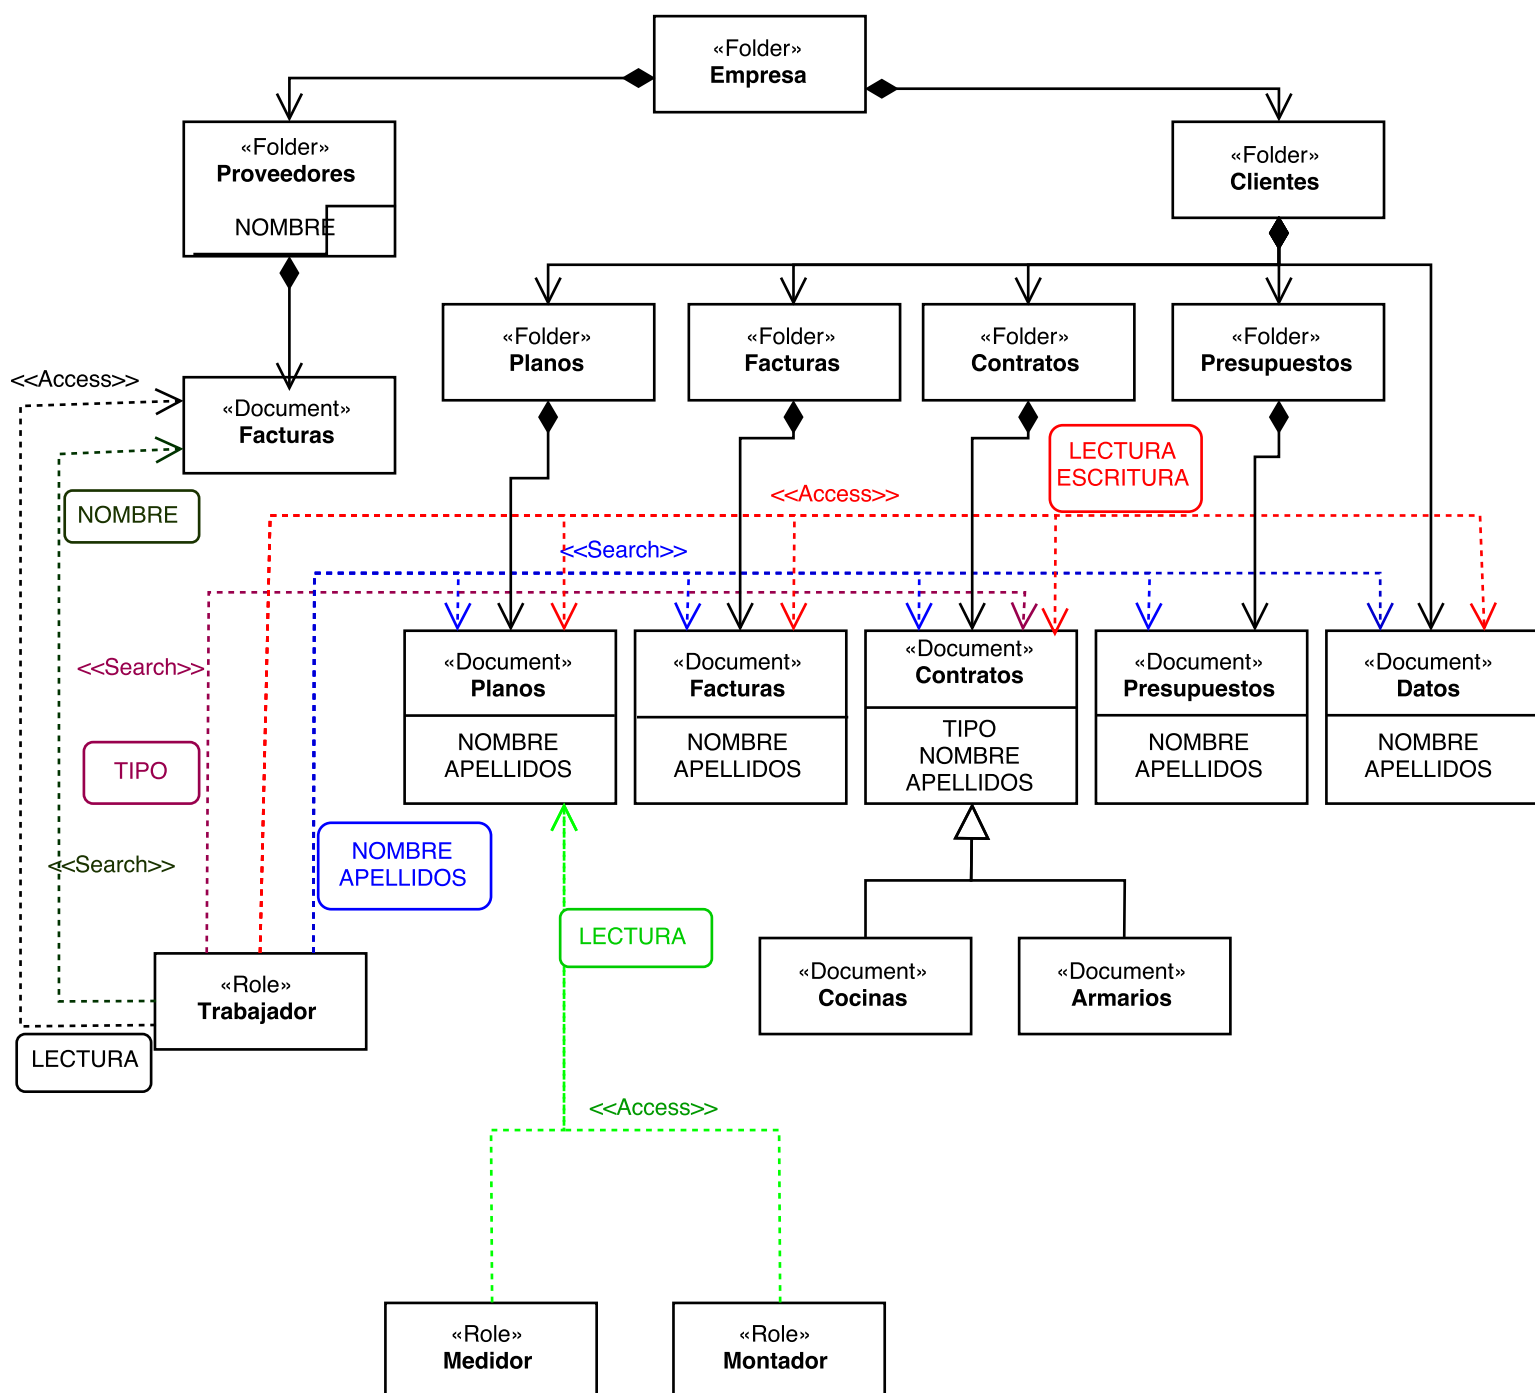 «Folder»
Empresa
«Folder»
Proveedores
NOMBRE
«Folder»
Clientes
«Folder»
Planos
«Folder»
Facturas
«Folder»
Contratos
«Folder»
Presupuestos
<<Access>>
«Document»
Facturas
LECTURA
ESCRITURA
<<Access>>
NOMBRE
<<Search>>
<<Search>>
«Document»
Planos
NOMBRE
APELLIDOS
«Document»
Facturas
NOMBRE
APELLIDOS
«Document»
Contratos
TIPO
NOMBRE
APELLIDOS
«Document»
Presupuestos
NOMBRE
APELLIDOS
«Document»
Datos
NOMBRE
APELLIDOS
TIPO
<<Search>>
NOMBRE
APELLIDOS
LECTURA
«Document»
Cocinas
«Document»
Armarios
«Role»
Trabajador
LECTURA
<<Access>>
«Role»
Medidor
«Role»
Montador